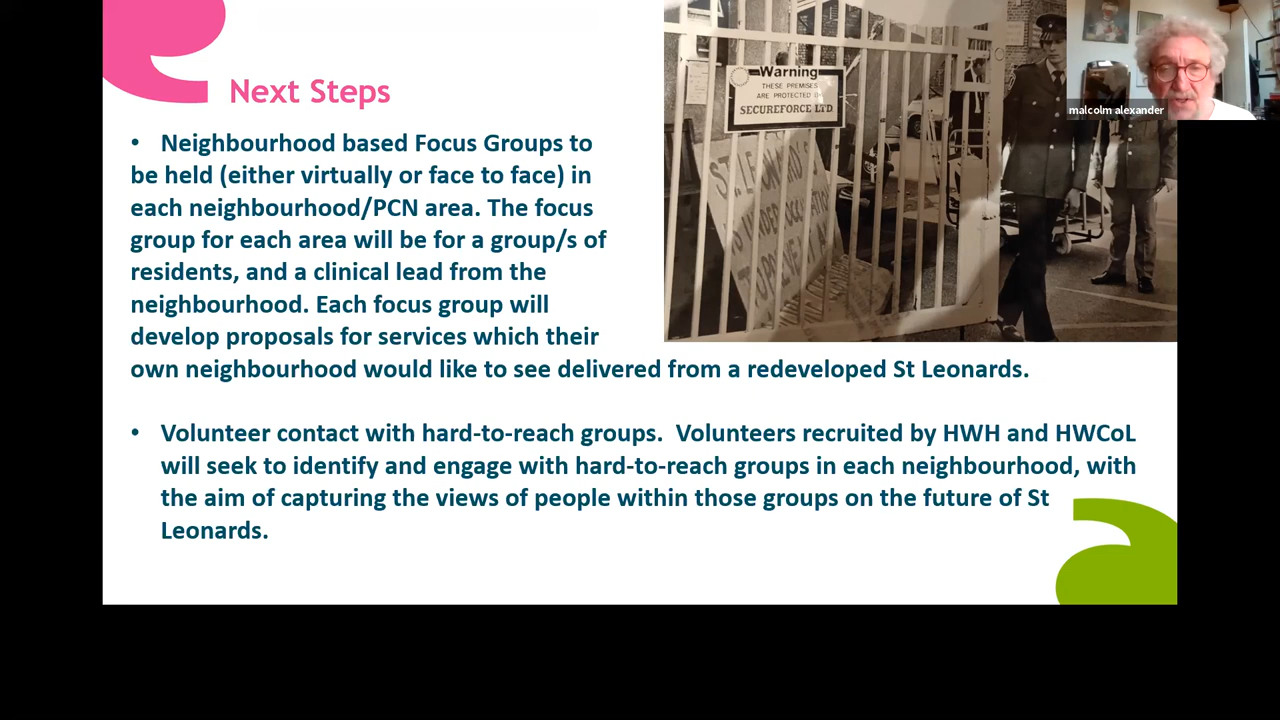 Next Steps
• Neighbourhood based Focus Groups to
be held (either virtually or face to face) in
each neighbourhood/PCN area. The focus
group for each area will be for a group/s of
residents, and a clinical lead from the
neighbourhood. Each focus group will
develop proposals for services which their
own neighbourhood would like to see delivered from a redeveloped St Leonards.
• Volunteer contact with hard-to-reach groups. Volunteers recruited by HWH and HWCoL
will seek to identify and engage with hard-to-reach groups in each neighbourhood, with
the aim of capturing the views of people within those groups on the future of St
Leonards.
Warning
THESE PREMISES
ARE PROTECTED
SECUREFORCE LTD
ST. LEONARD'S
UNDER OCCUPATION
malcolm alexander